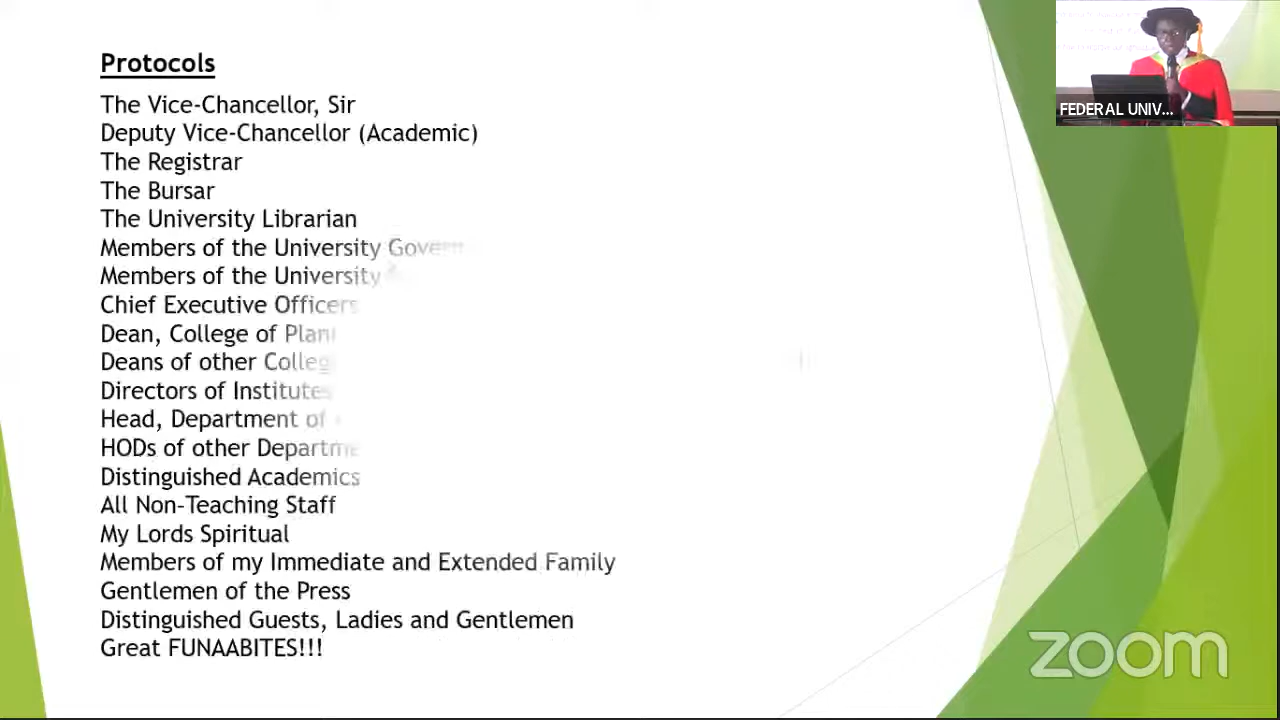 Protocols
The Vice-Chancellor, Sir
Deputy Vice-Chancellor (Academic)
The Registrar
The Bursar
The University Librarian
Members of the University
Members of the University
Chief Executive Officers
Dean, College of
Deans of other
Directors of Institutes
Head, Department of
HODs of other
Distinguished Academics
All Non-Teaching Staff
My Lords Spiritual
Members of my Immediate and Extended Family
Gentlemen of the Press
Distinguished Guests, Ladies and Gentlemen
Great FUNAABITES!!!
FEDERAL UNIV...
zoom